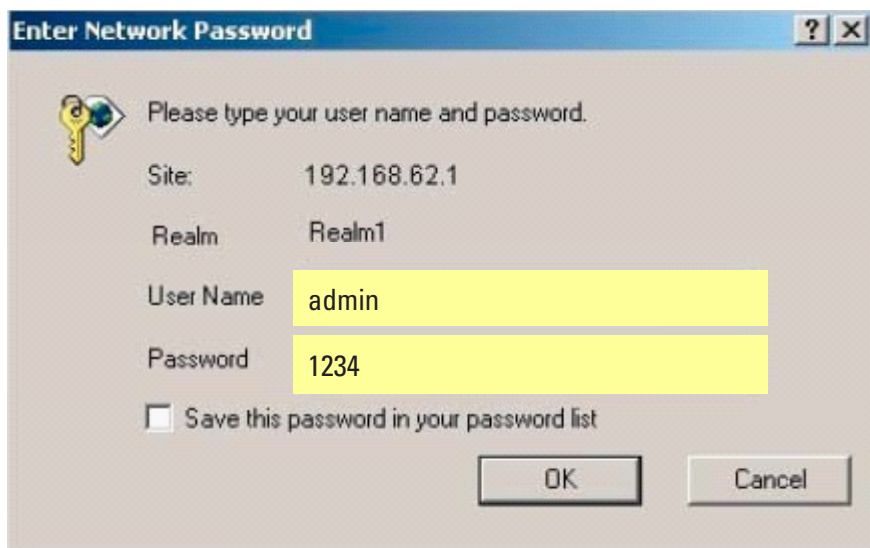 Enter Network Password
Please type your user name and password.
Site: 192.168.62.1
Realm Realm1
User Name admin
Password 1234
Save this password in your password list
OK Cancel